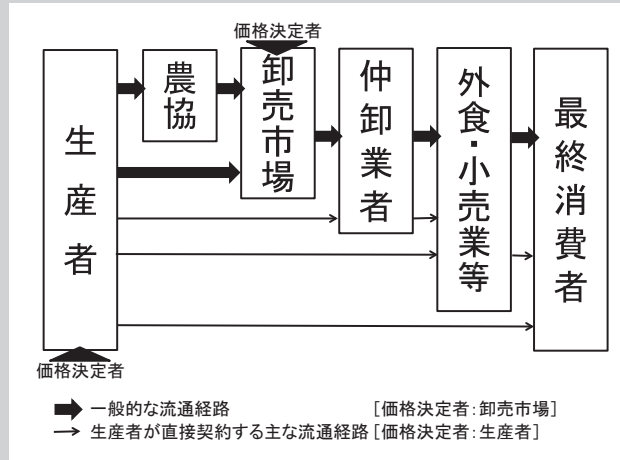 価格決定者
生産者
農協
卸売市場
仲卸業者
外食・小売業等
最終消費者
価格決定者
一般的な流通経路 [価格決定者:卸売市場]
生産者が直接契約する主な流通経路 [価格決定者:生産者]